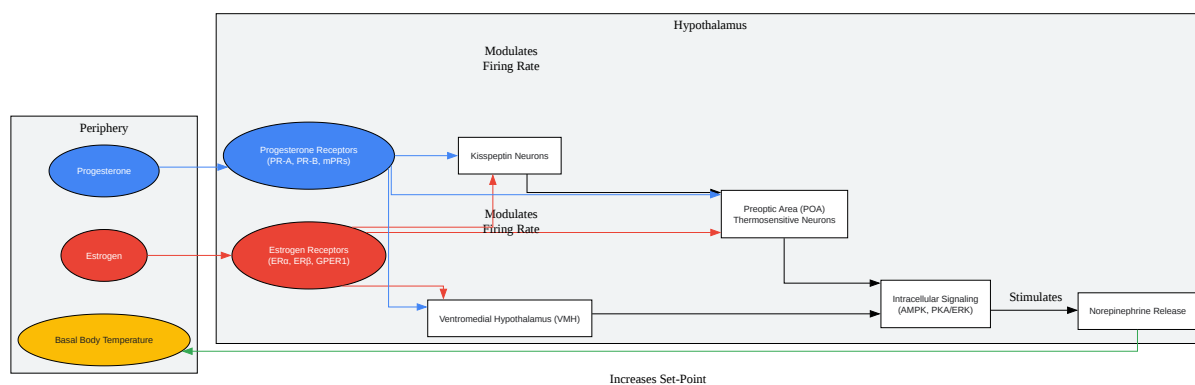 Hypothalamus
Modulates
Firing Rate
Periphery
Progesterone
Progesterone Receptors
(PR-A, PR-B, mPRs)
Kisspeptin Neurons
Modulates
Firing Rate
Preoptic Area (POA)
Thermosensitive Neurons
Estrogen
Estrogen Receptors
(ERα, ERβ, GPER1)
Ventromedial Hypothalamus (VMH)
Intracellular Signaling
(AMPK, PKA/ERK)
Stimulates
Norepinephrine Release
Basal Body Temperature
Increases Set-Point